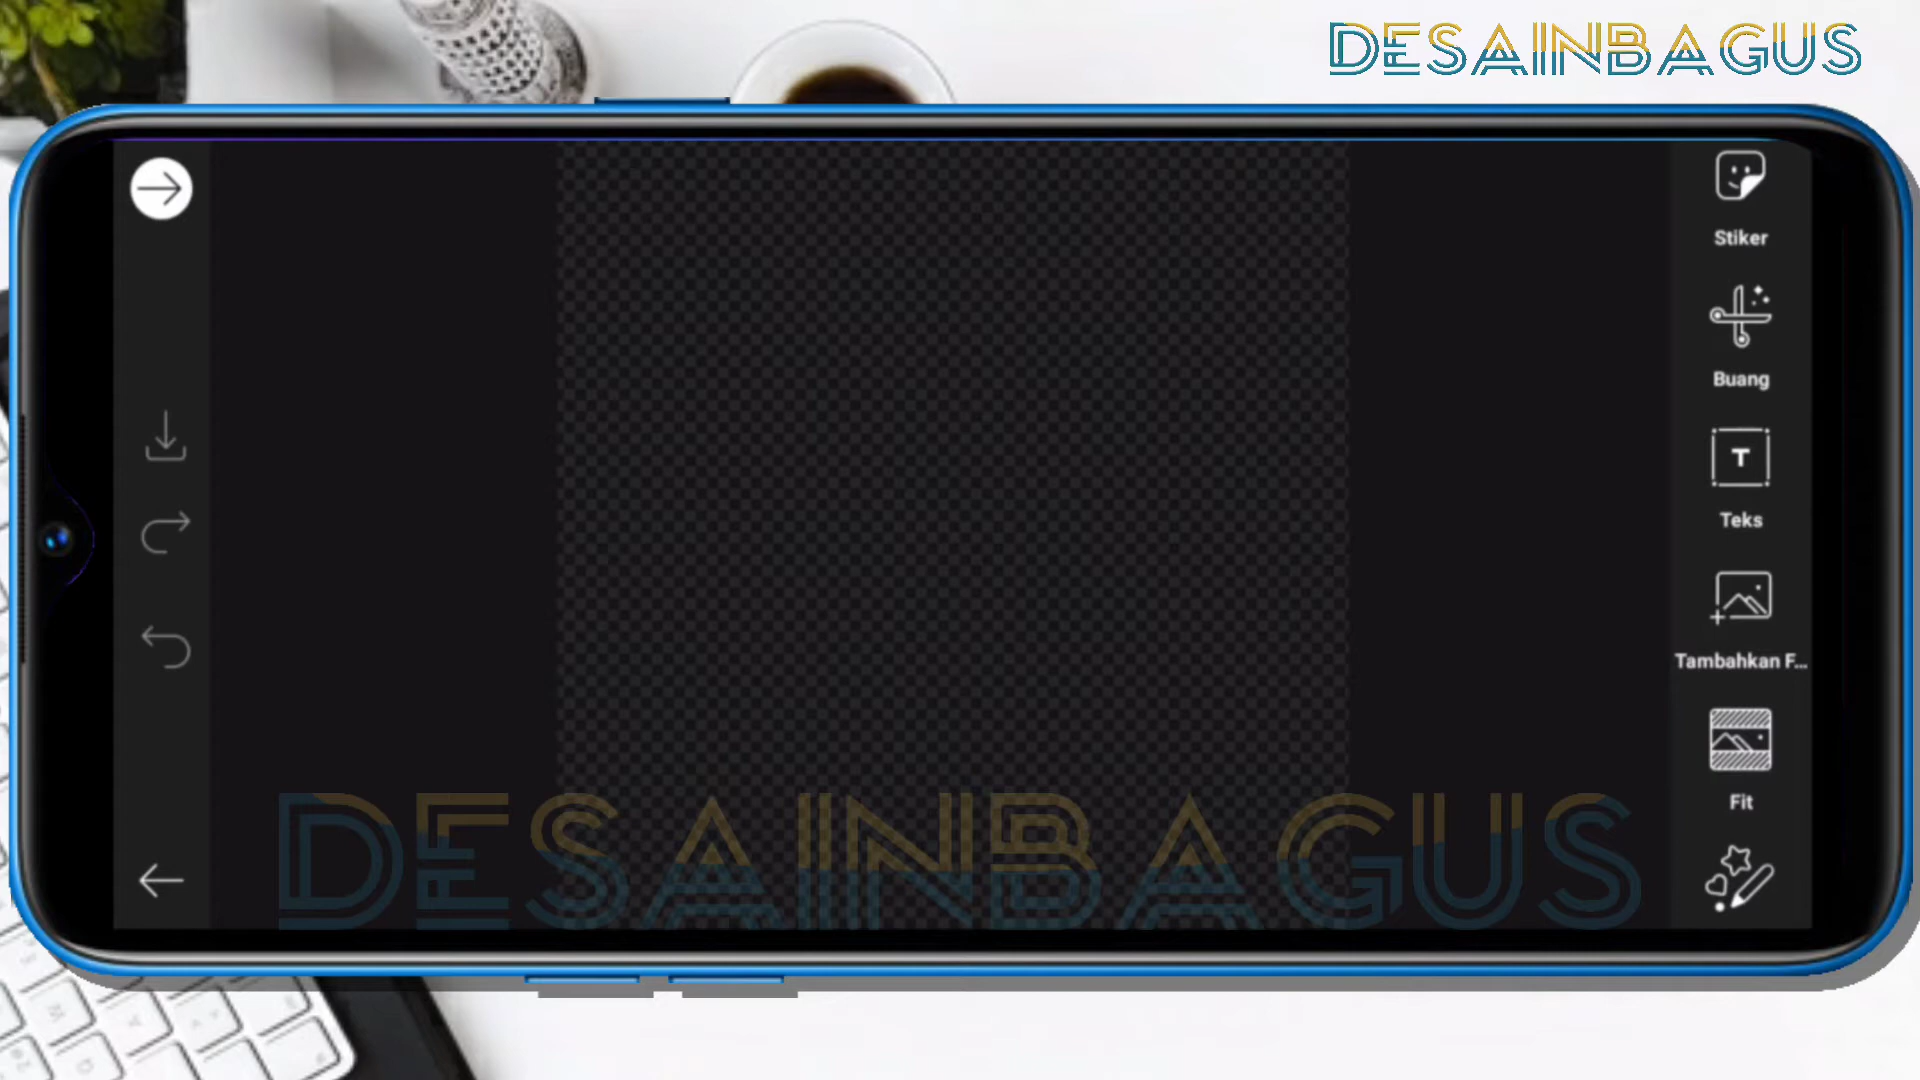 DESAINBAGUS
Stiker
Buang
T
Teks
Tambahkan F...
Fit
DESAINBAGUS